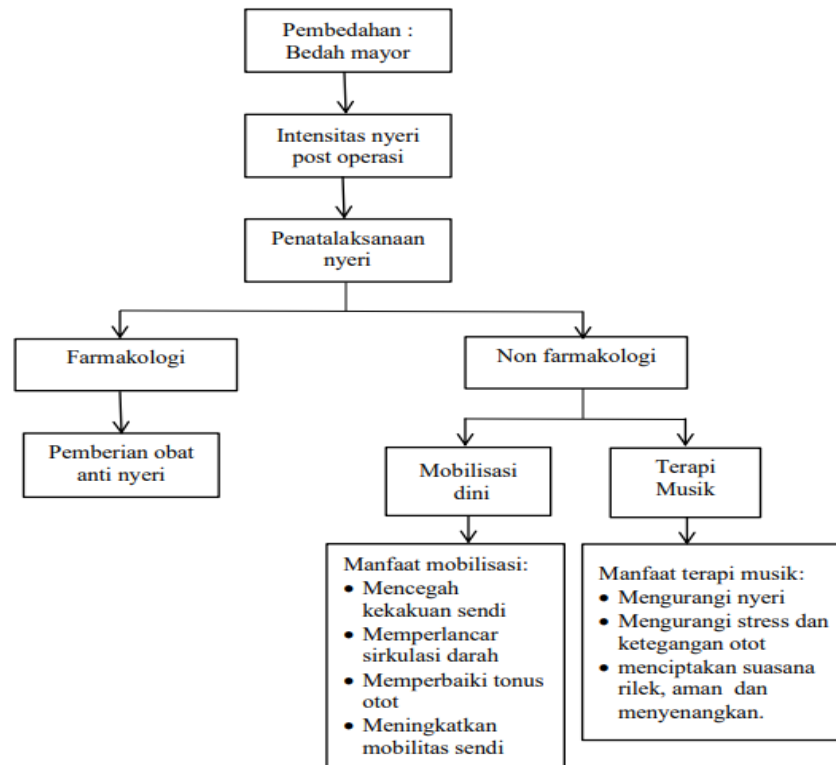 Pembedahan :
Bedah mayor
Intensitas nyeri
post operasi
Penatalaksanaan
nyeri
Farmakologi
Non farmakologi
Pemberian obat
anti nyeri
Mobilisasi
dini
Terapi
Musik
Manfaat mobilisasi:
• Mencegah
kekakuan sendi
• Memperlancar
sirkulasi darah
• Memperbaiki tonus
otot
• Meningkatkan
mobilitas sendi
Manfaat terapi musik:
• Mengurangi nyeri
• Mengurangi stress dan
ketegangan otot
• menciptakan suasana
rilek, aman dan
menyenangkan.